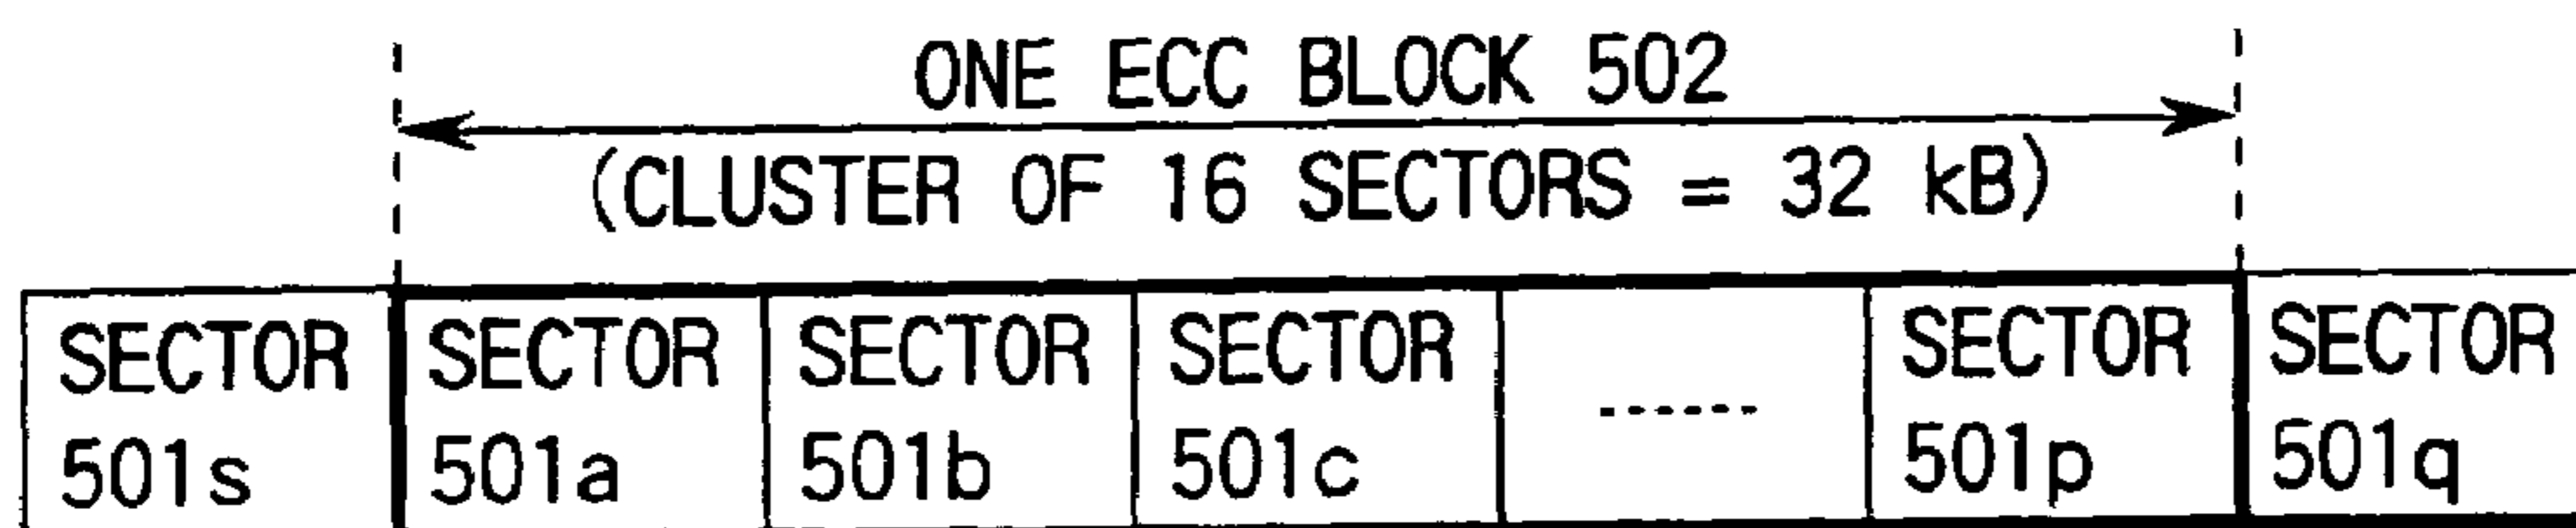 ONE ECC BLOCK 502
(CLUSTER OF 16 SECTORS = 32 kB)
SECTOR 501s
SECTOR 501a
SECTOR 501b
SECTOR 501c
------
SECTOR 501p
SECTOR 501q